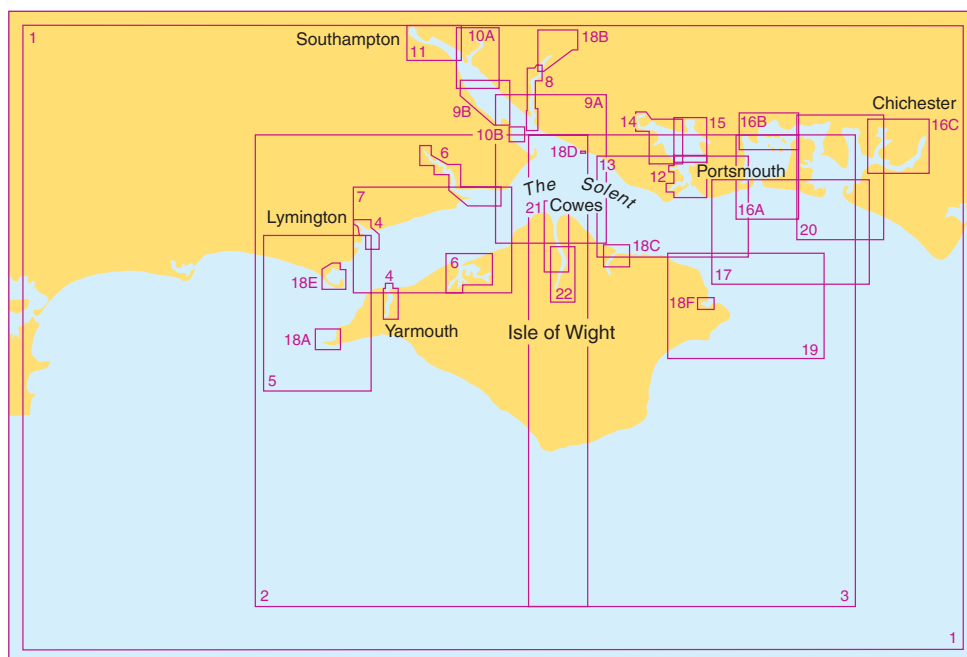 1
Southampton
10A
18B
11
8
9A
9B
Chichester
14
15
16B
16C
10B
6
18D
13
12
Portsmouth
The Solent
7
21
Cowes
16A
Lymington
4
20
18C
6
18E
4
17
22
18F
Yarmouth
Isle of Wight
18A
19
5
2
3
1